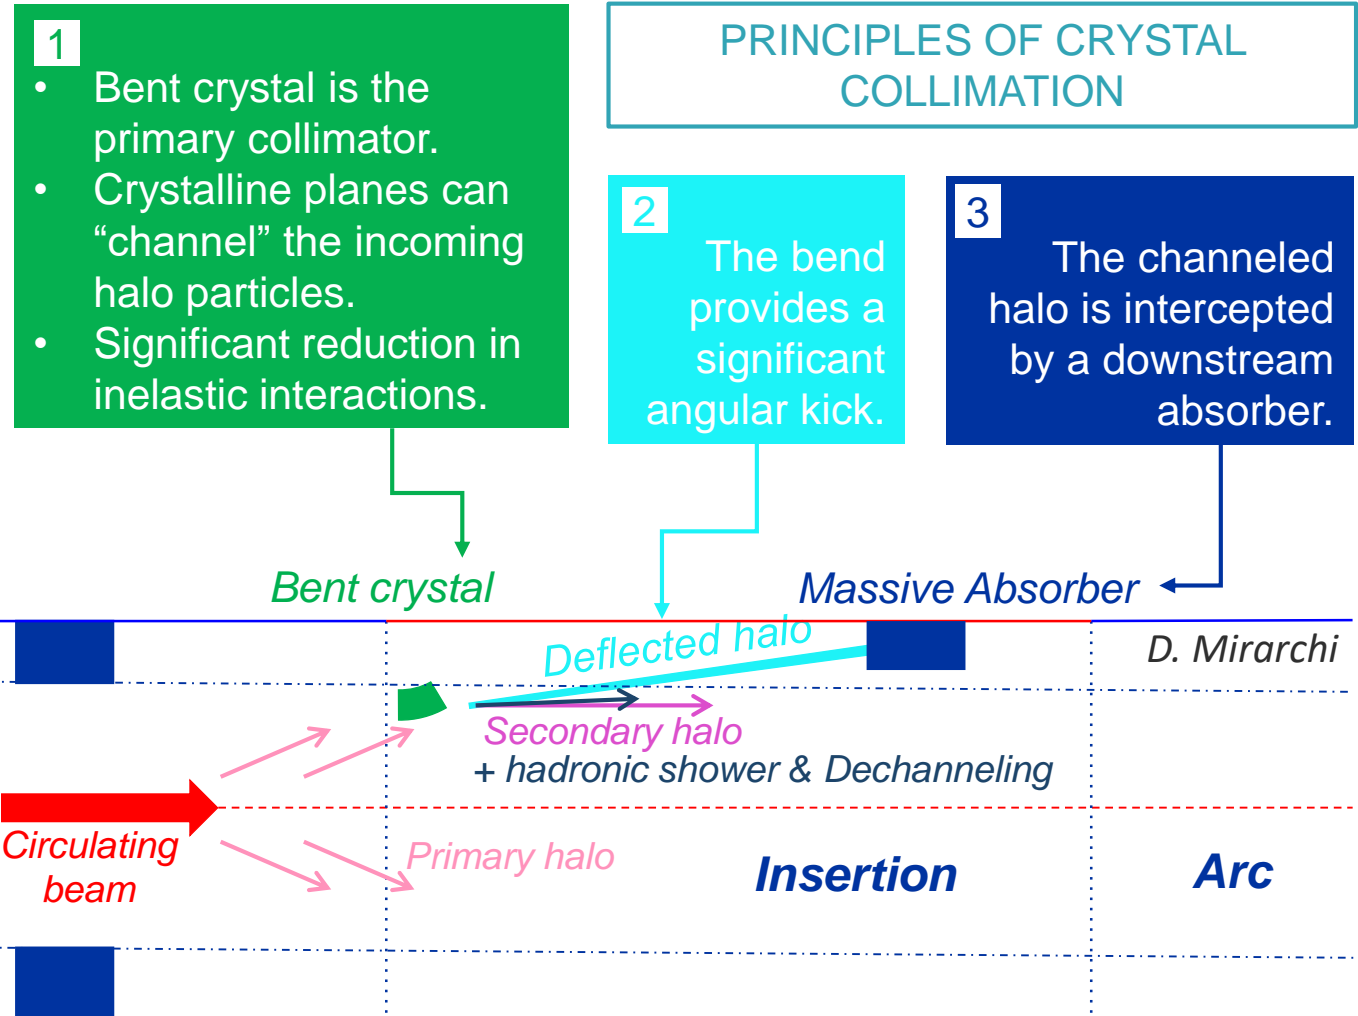 PRINCIPLES OF CRYSTAL
COLLIMATION
1
• Bent crystal is the
primary collimator.
• Crystalline planes can
“channel” the incoming
halo particles.
• Significant reduction in
inelastic interactions.
2
The bend
provides a
significant
angular kick.
3
The channeled
halo is intercepted
by a downstream
absorber.
Bent crystal
Massive Absorber
Deflected halo
D. Mirarchi
Secondary halo
+ hadronic shower & Dechanneling
Circulating
beam
Primary halo
Insertion
Arc